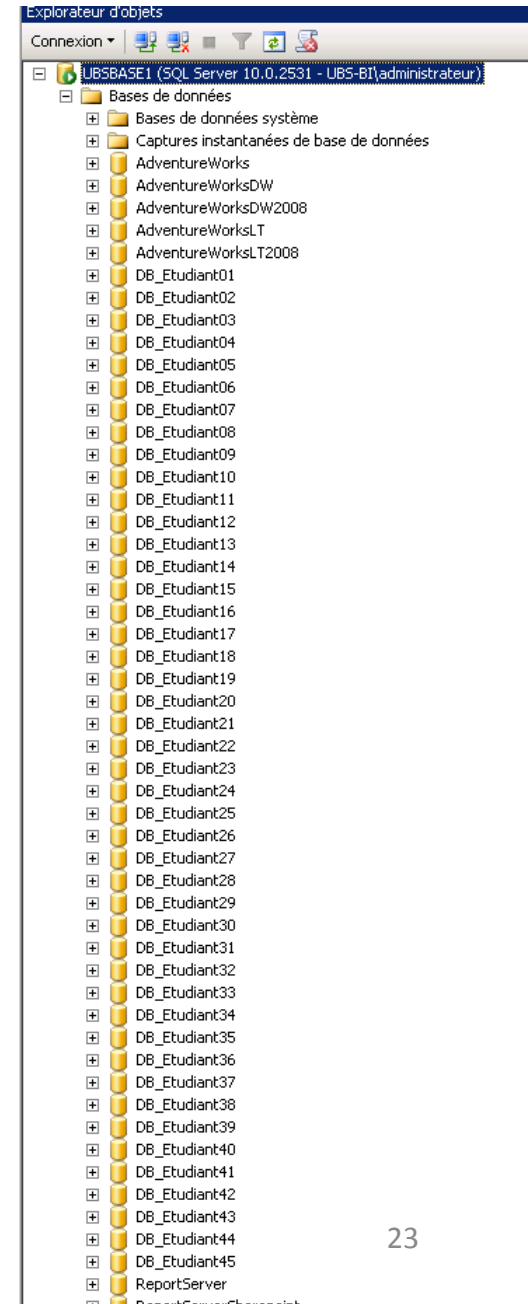 Explorateur d'objets
Connexion
UBSBASE1 (SQL Server 10.0.2531 - UBS-BI\administrateur)
Bases de données
Bases de données système
Captures instantanées de base de données
AdventureWorks
AdventureWorksDW
AdventureWorksDW2008
AdventureWorksLT
AdventureWorksLT2008
DB_Etudiant01
DB_Etudiant02
DB_Etudiant03
DB_Etudiant04
DB_Etudiant05
DB_Etudiant06
DB_Etudiant07
DB_Etudiant08
DB_Etudiant09
DB_Etudiant10
DB_Etudiant11
DB_Etudiant12
DB_Etudiant13
DB_Etudiant14
DB_Etudiant15
DB_Etudiant16
DB_Etudiant17
DB_Etudiant18
DB_Etudiant19
DB_Etudiant20
DB_Etudiant21
DB_Etudiant22
DB_Etudiant23
DB_Etudiant24
DB_Etudiant25
DB_Etudiant26
DB_Etudiant27
DB_Etudiant28
DB_Etudiant29
DB_Etudiant30
DB_Etudiant31
DB_Etudiant32
DB_Etudiant33
DB_Etudiant34
DB_Etudiant35
DB_Etudiant36
DB_Etudiant37
DB_Etudiant38
DB_Etudiant39
DB_Etudiant40
DB_Etudiant41
DB_Etudiant42
DB_Etudiant43
DB_Etudiant44
23
DB_Etudiant45
ReportServer